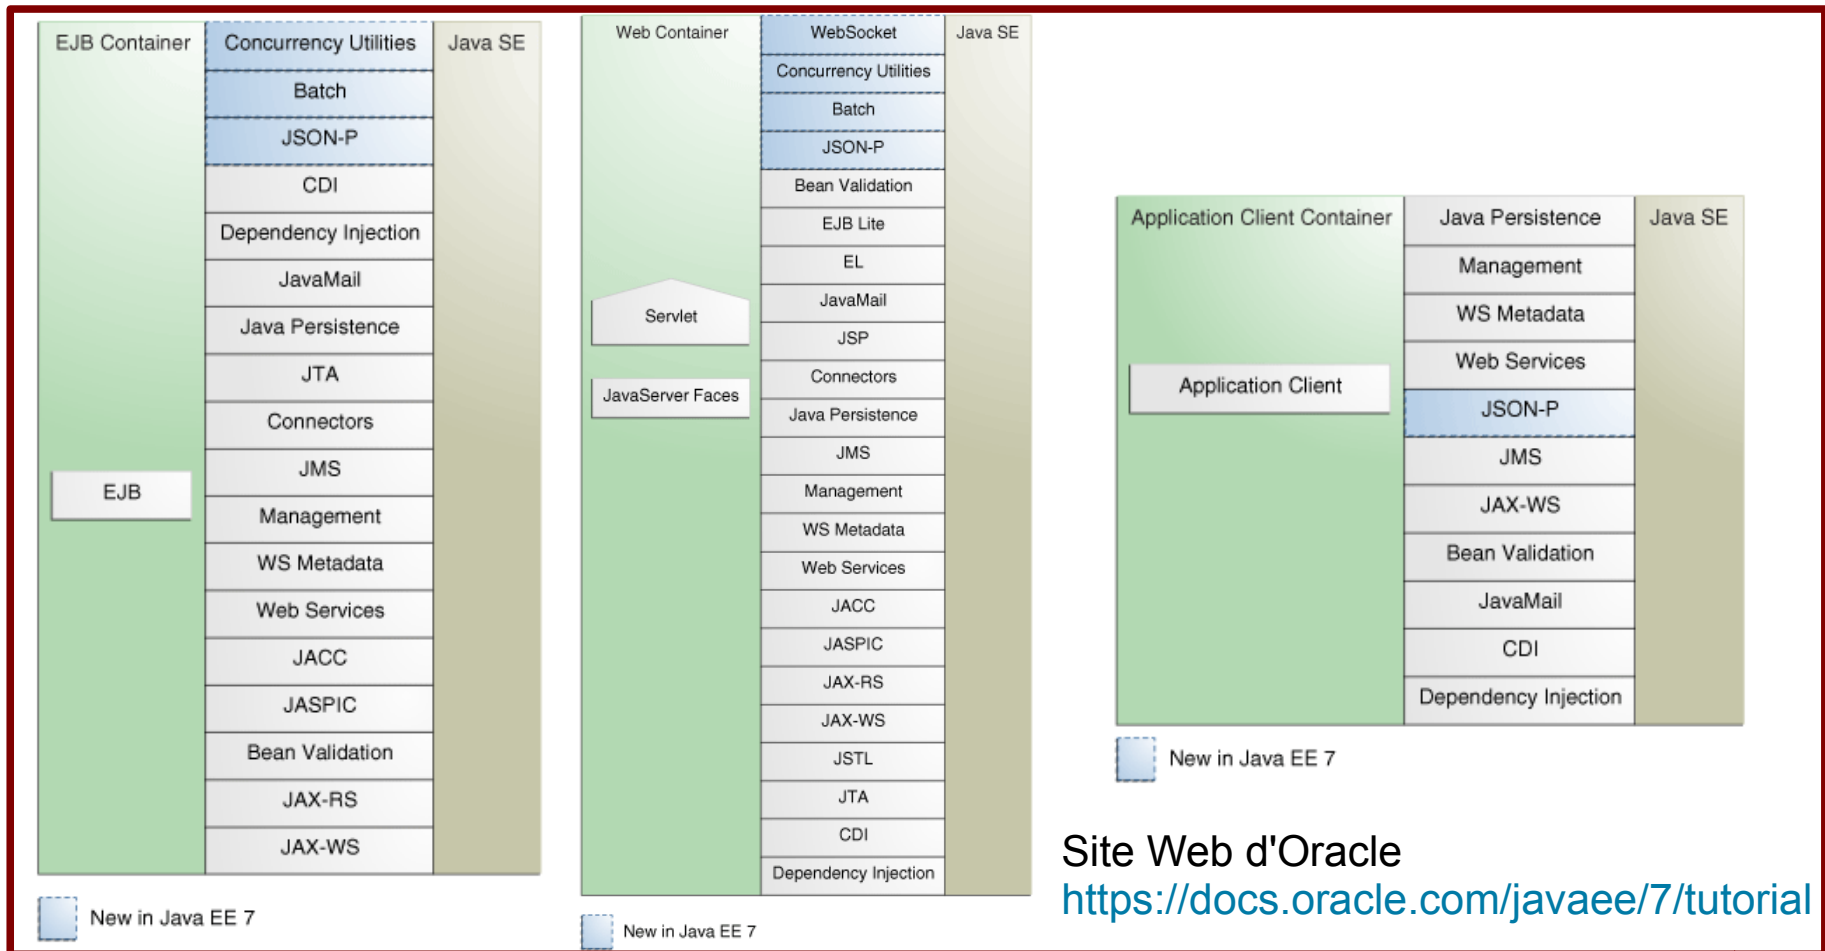 EJB Container
EJB
Concurrency Utilities
Batch
JSON-P
CDI
Dependency Injection
JavaMail
Java Persistence
JTA
Connectors
JMS
Management
WS Metadata
Web Services
JACC
JASPIC
Bean Validation
JAX-RS
JAX-WS
Java SE
New in Java EE 7
Web Container
Servlet
JavaServer Faces
WebSocket
Concurrency Utilities
Batch
JSON-P
Bean Validation
EJB Lite
EL
JavaMail
JSP
Connectors
Java Persistence
JMS
Management
WS Metadata
Web Services
JACC
JASPIC
JAX-RS
JAX-WS
JSTL
JTA
CDI
Dependency Injection
Java SE
New in Java EE 7
Application Client Container
Application Client
Java Persistence
Management
WS Metadata
Web Services
JSON-P
JMS
JAX-WS
Bean Validation
JavaMail
CDI
Dependency Injection
Java SE
New in Java EE 7
Site Web d'Oracle
https://docs.oracle.com/javaee/7/tutorial